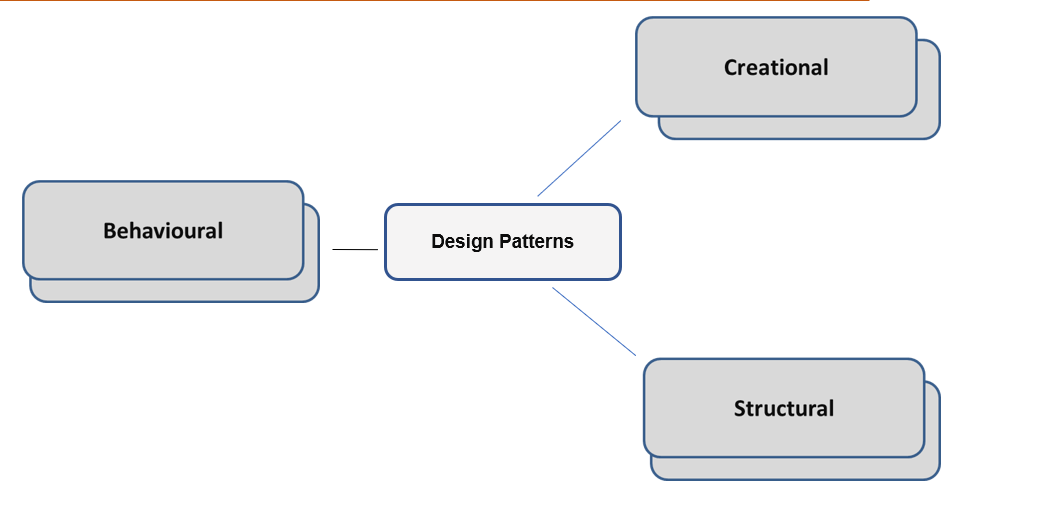 Creational
Behavioural
Design Patterns
Structural